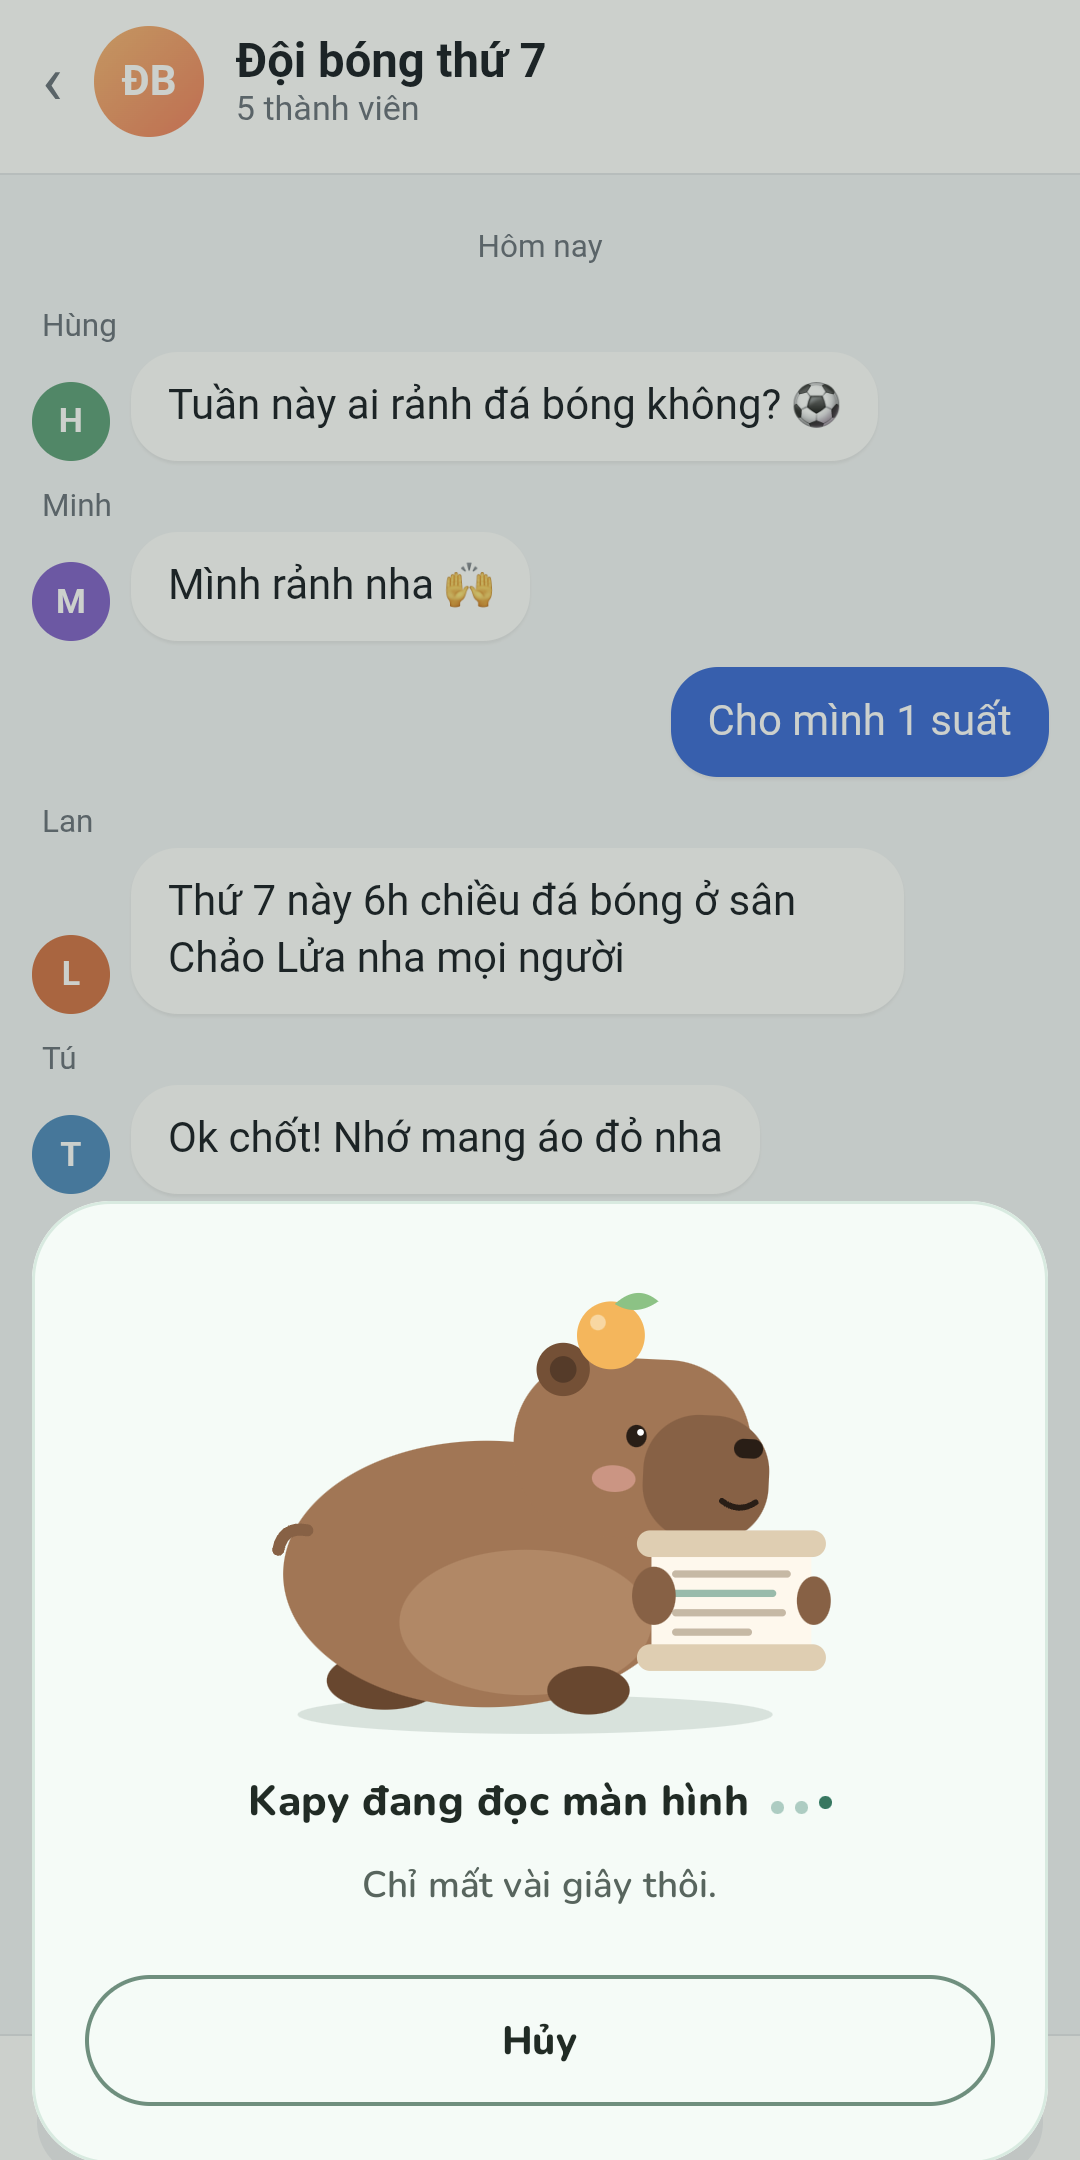 ĐB
Đội bóng thứ 7
5 thành viên
Hôm nay
Hùng
H
Tuần này ai rảnh đá bóng không? ⚽
Minh
M
Mình rảnh nha 🙌
Cho mình 1 suất
Lan
Thứ 7 này 6h chiều đá bóng ở sân
Chảo Lửa nha mọi người
L
Tú
T
Ok chốt! Nhớ mang áo đỏ nha
Kapy đang đọc màn hình
Chỉ mất vài giây thôi.
Hủy